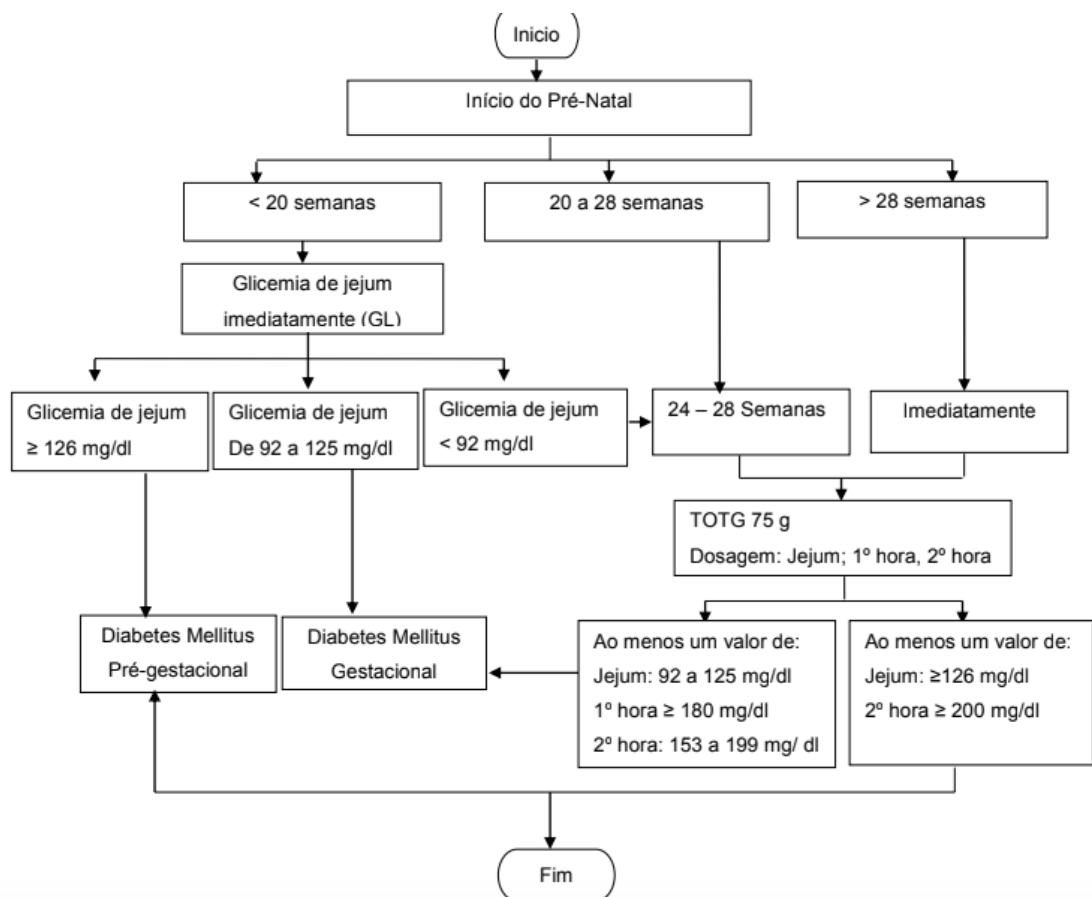 Inicio
Início do Pré-Natal
< 20 semanas
20 a 28 semanas
> 28 semanas
Glicemia de jejum
imediatamente (GL)
Glicemia de jejum
≥ 126 mg/dl
Glicemia de jejum
De 92 a 125 mg/dl
Glicemia de jejum
< 92 mg/dl
24 – 28 Semanas
Imediatamente
TOTG 75 g
Dosagem: Jejum; 1º hora, 2º hora
Diabetes Mellitus
Pré-gestacional
Diabetes Mellitus
Gestacional
Ao menos um valor de:
Jejum: 92 a 125 mg/dl
1º hora ≥ 180 mg/dl
2º hora: 153 a 199 mg/ dl
Ao menos um valor de:
Jejum: ≥126 mg/dl
2º hora ≥ 200 mg/dl
Fim